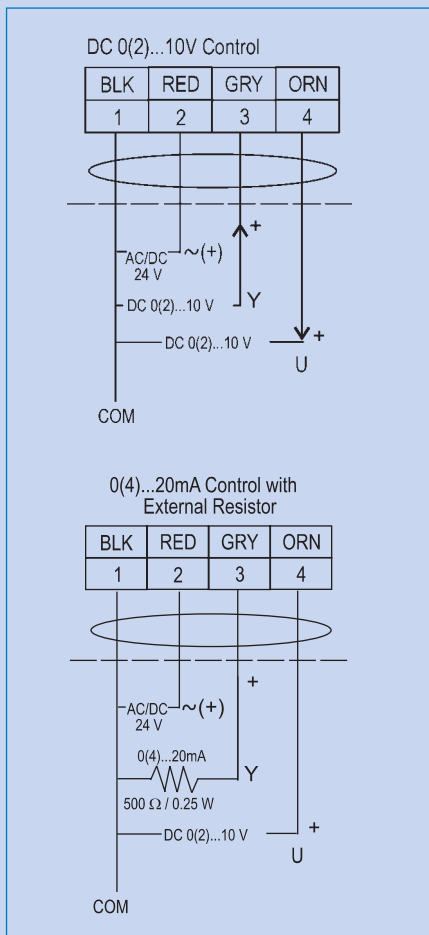 DC 0(2)...10V Control
BLK RED GRY ORN
1 2 3 4
+
AC/DC ~(+)
24 V
DC 0(2)...10 V Y
DC 0(2)...10 V +
U
COM
0(4)...20mA Control with
External Resistor
BLK RED GRY ORN
1 2 3 4
+
AC/DC ~(+)
24 V
0(4)...20mA
Y
500 Ω / 0.25 W
DC 0(2)...10 V +
U
COM